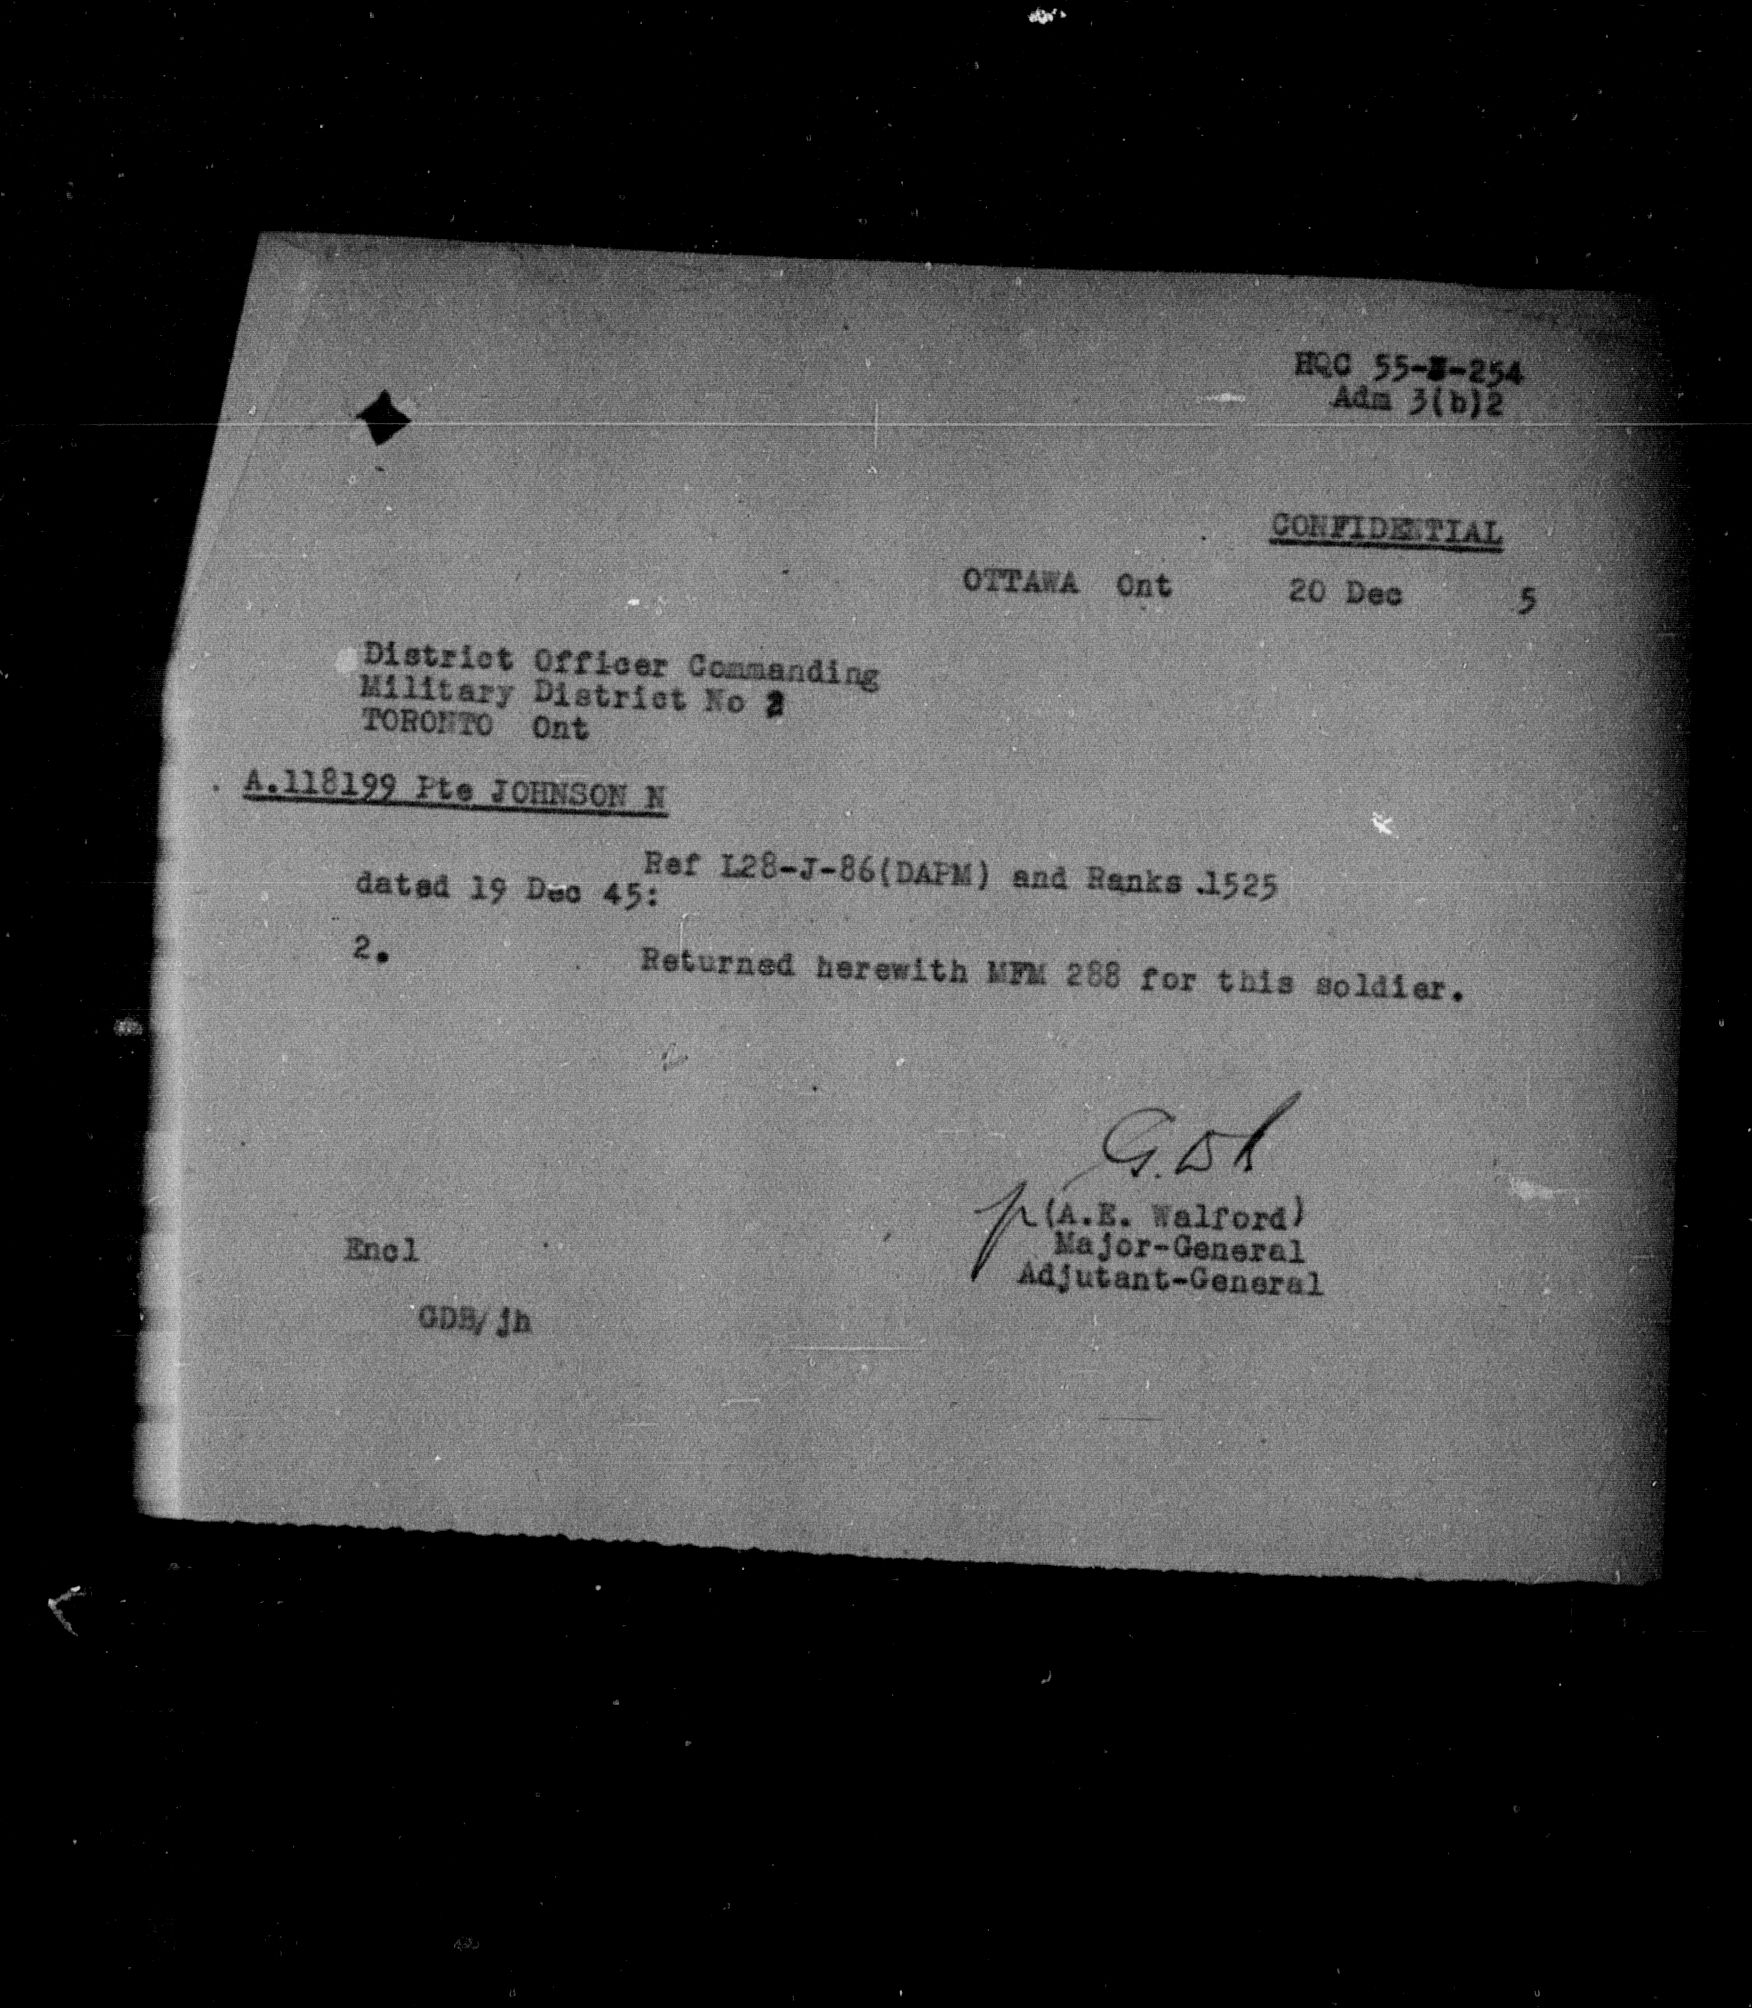 HQC 55- -254
Adm 3(b)2
CONFIDENTIAL
OTTAWA Ont 20 Dec 5
District Officer Commanding
Military District No 2
TORONTO Ont
A.118199 Pte JOHNSON N
Ref L28-J-86(DAPM) and Ranks .1525
dated 19 Dec 45:
2. Returned herewith MFM 288 for this soldier.
(A.E. Walford)
Major-General
Adjutant-General
Encl
GDB/jh